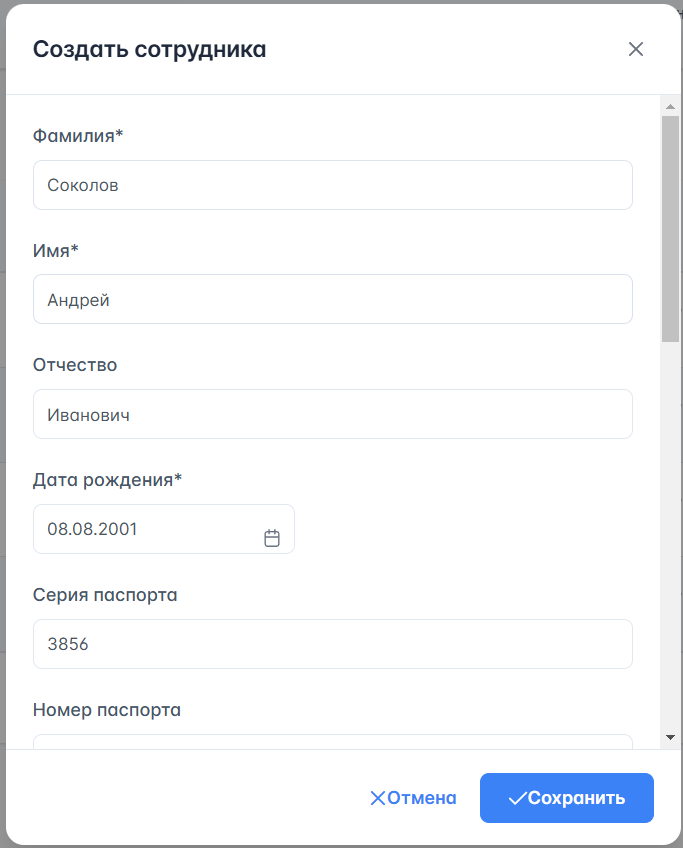 Создать сотрудника
Фамилия*
Соколов
Имя*
Андрей
Отчество
Иванович
Дата рождения*
08.08.2001
Серия паспорта
3856
Номер паспорта
Отмена
Сохранить